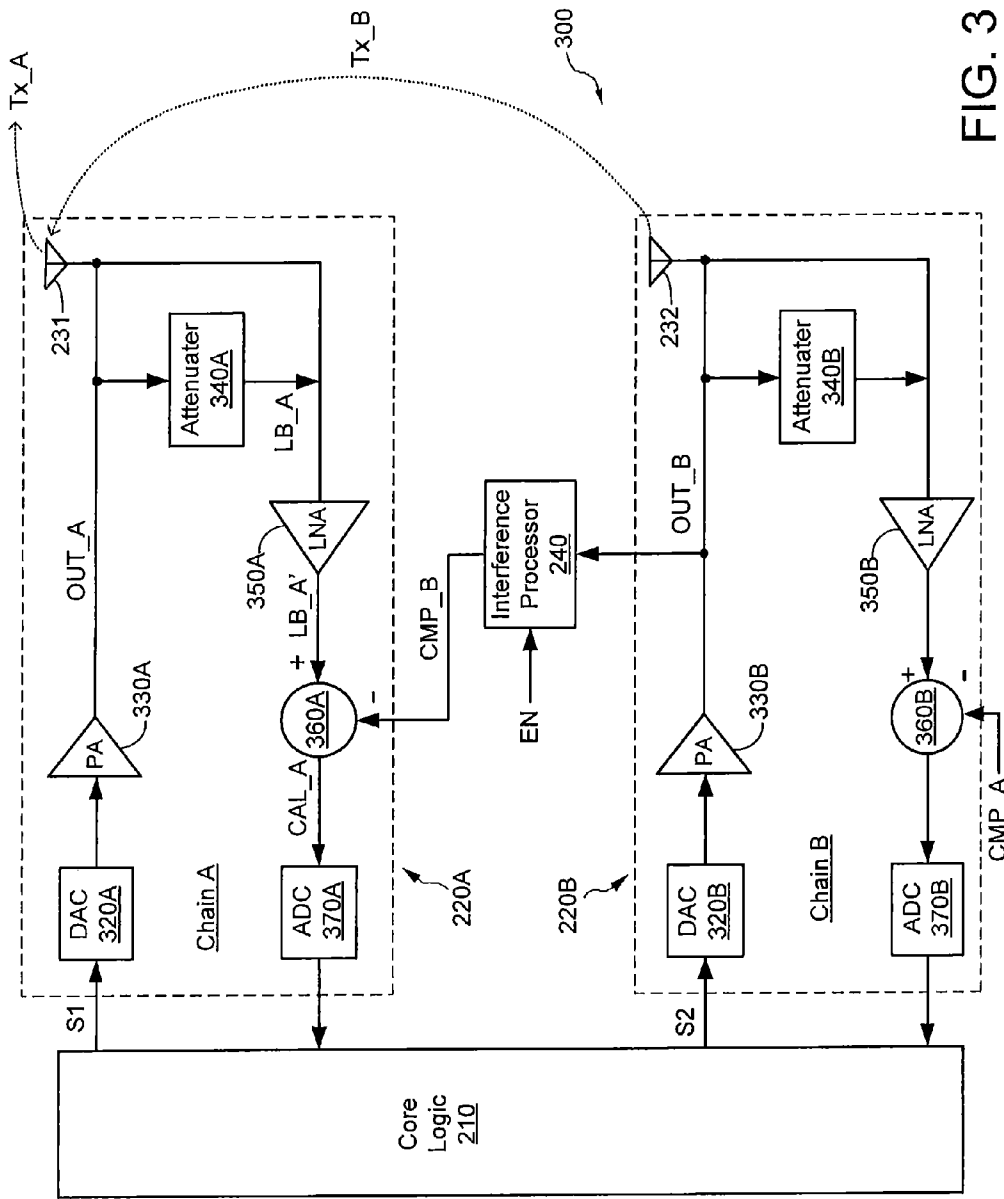 Tx_A
Tx_B
300
231
OUT_A
330A
PA
DAC
320A
S1
Attenuater
340A
LB_A
Chain A
350A
LNA
+ LB_A'
360A
-
CAL_A
ADC
370A
220A
CMP_B
Interference
Processor
240
EN
Core
Logic
210
220B
232
OUT_B
330B
PA
DAC
320B
S2
Attenuater
340B
Chain B
350B
LNA
+
360B
-
CMP_A
ADC
370B
FIG. 3